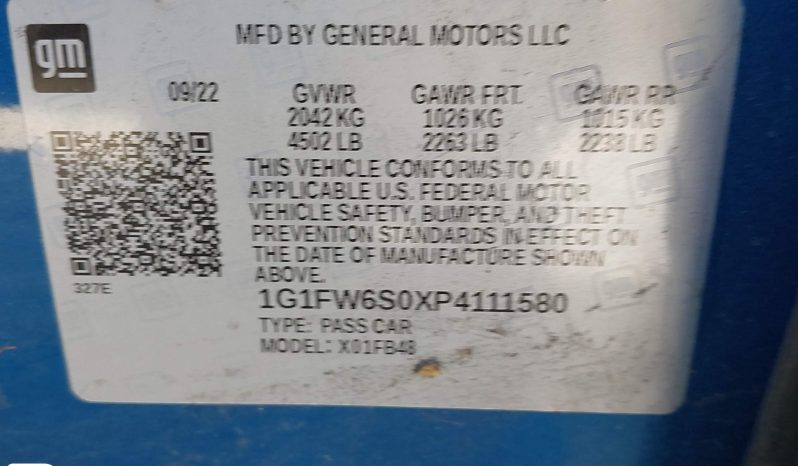 gm
MFD BY GENERAL MOTORS LLC
09/22 GVWR GAWR FRT. GAWR RR
2042 KG 1026 KG 1015 KG
4502 LB 2263 LB 2238 LB
THIS VEHICLE CONFORMS TO ALL
APPLICABLE U.S. FEDERAL MOTOR
VEHICLE SAFETY, BUMPER, AND THEFT
PREVENTION STANDARDS IN EFFECT ON
THE DATE OF MANUFACTURE SHOWN
ABOVE.
327E
1G1FW6S0XP4111580
TYPE: PASS CAR
MODEL: X01FB48